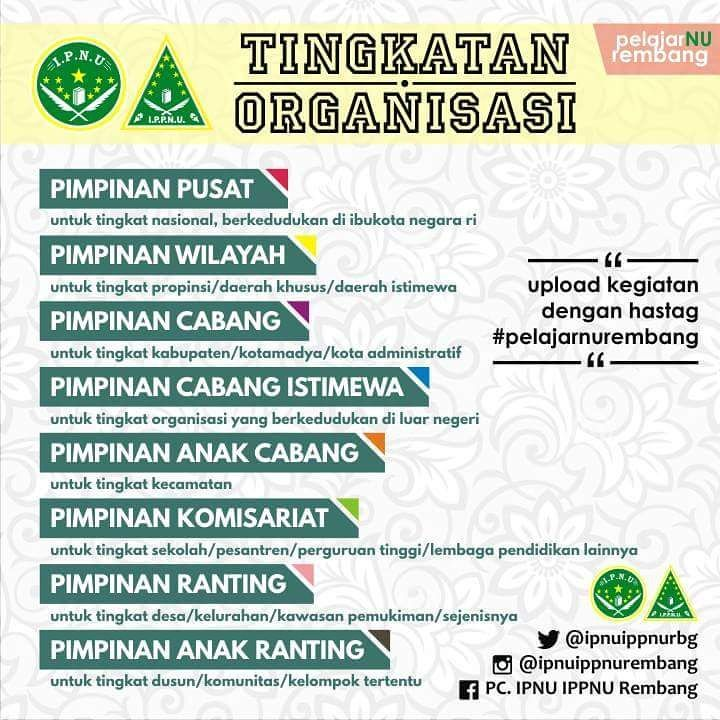 I.P.N.U
I.P.P.N.U.
TINGKATAN
ORGANISASI
pelajarNU
rembang
PIMPINAN PUSAT
untuk tingkat nasional, berkedudukan di ibukota negara ri
PIMPINAN WILAYAH
untuk tingkat propinsi/daerah khusus/daerah istimewa
PIMPINAN CABANG
untuk tingkat kabupaten/kotamadya/kota administratif
PIMPINAN CABANG ISTIMEWA
untuk tingkat organisasi yang berkedudukan di luar negeri
PIMPINAN ANAK CABANG
untuk tingkat kecamatan
PIMPINAN KOMISARIAT
untuk tingkat sekolah/pesantren/perguruan tinggi/lembaga pendidikan lainnya
PIMPINAN RANTING
untuk tingkat desa/kelurahan/kawasan pemukiman/sejenisnya
PIMPINAN ANAK RANTING
untuk tingkat dusun/komunitas/kelompok tertentu
“
upload kegiatan
dengan hastag
#pelajarnurembang
“
I.P.N.U
I.P.P.N.U.
@ipnuippnurbg
@ipnuippnurembang
PC. IPNU IPPNU Rembang